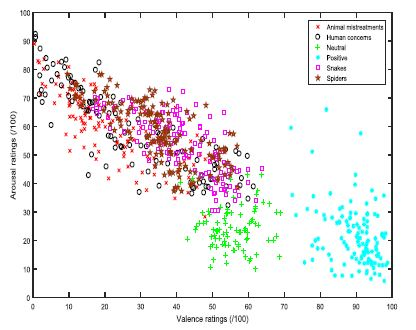 100
90
80
70
60
50
40
30
20
10
0
Arousal ratings (/100)
0 10 20 30 40 50 60 70 80 90 100
Valence ratings (/100)
Animal mistreatments
Human concerns
Neutral
Positive
Snakes
Spiders